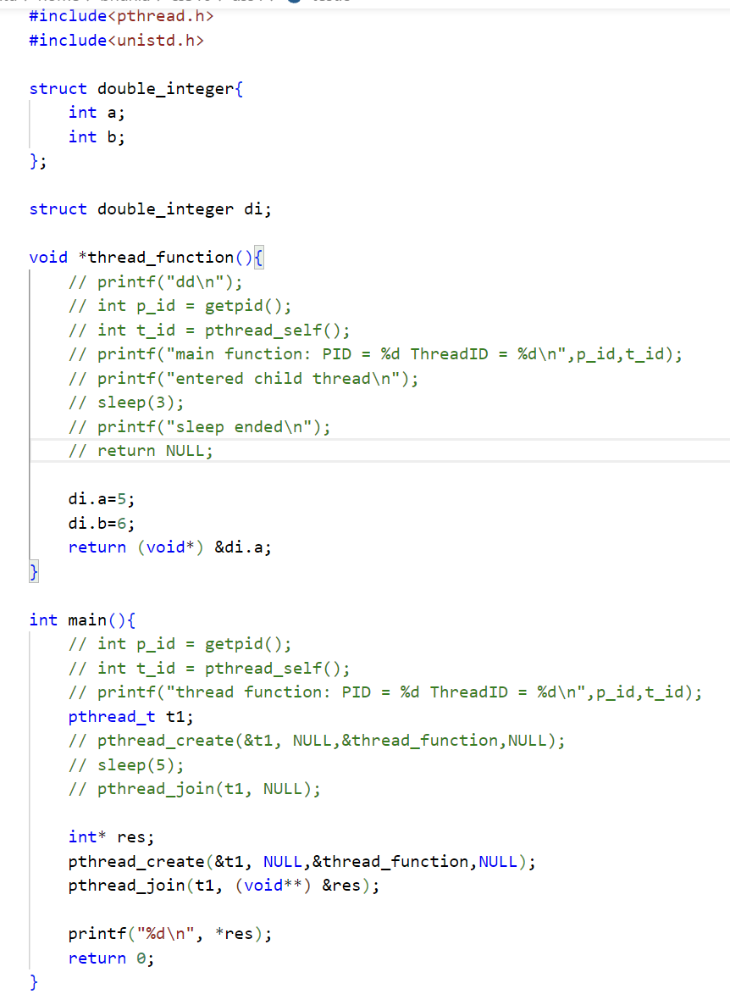 #include<pthread.h>
#include<unistd.h>
struct double_integer{
    int a;
    int b;
};
struct double_integer di;
void *thread_function(){
    // printf("dd\n");
    // int p_id = getpid();
    // int t_id = pthread_self();
    // printf("main function: PID = %d ThreadID = %d\n",p_id,t_id);
    // printf("entered child thread\n");
    // sleep(3);
    // printf("sleep ended\n");
    // return NULL;
    di.a=5;
    di.b=6;
    return (void*) &di.a;
}
int main(){
    // int p_id = getpid();
    // int t_id = pthread_self();
    // printf("thread function: PID = %d ThreadID = %d\n",p_id,t_id);
    pthread_t t1;
    // pthread_create(&t1, NULL,&thread_function,NULL);
    // sleep(5);
    // pthread_join(t1, NULL);
    int* res;
    pthread_create(&t1, NULL,&thread_function,NULL);
    pthread_join(t1, (void**) &res);
    printf("%d\n", *res);
    return 0;
}